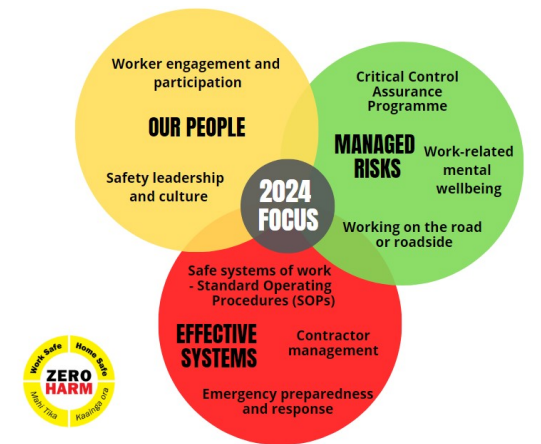 Worker engagement and
participation
OUR PEOPLE
Safety leadership
and culture
Critical Control
Assurance
Programme
MANAGED
RISKS
Work-related
mental
wellbeing
Working on the road
or roadside
2024
FOCUS
Safe systems of work
- Standard Operating
Procedures (SOPs)
EFFECTIVE
SYSTEMS
Contractor
management
Emergency preparedness
and response
Work Safe
Home Safe
ZERO
HARM
Mahi Tika
Kaainga ora